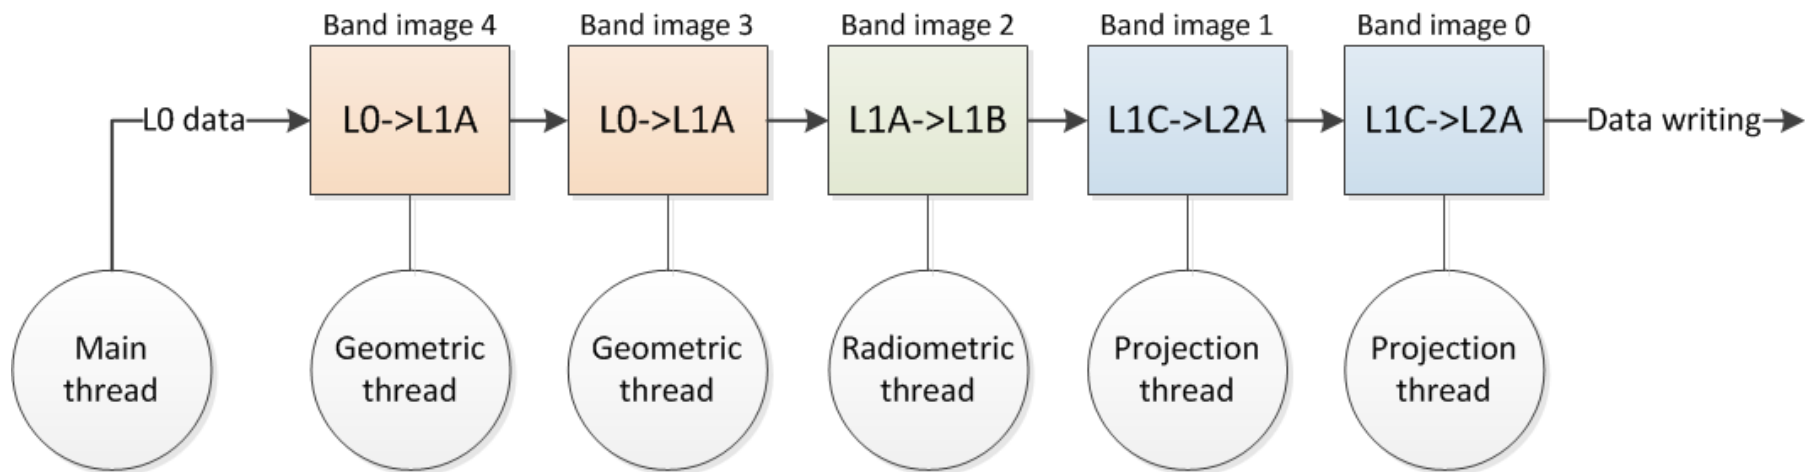 Band image 4
Band image 3
Band image 2
Band image 1
Band image 0
L0 data
L0->L1A
L0->L1A
L1A->L1B
L1C->L2A
L1C->L2A
Data writing
Main
thread
Geometric
thread
Geometric
thread
Radiometric
thread
Projection
thread
Projection
thread